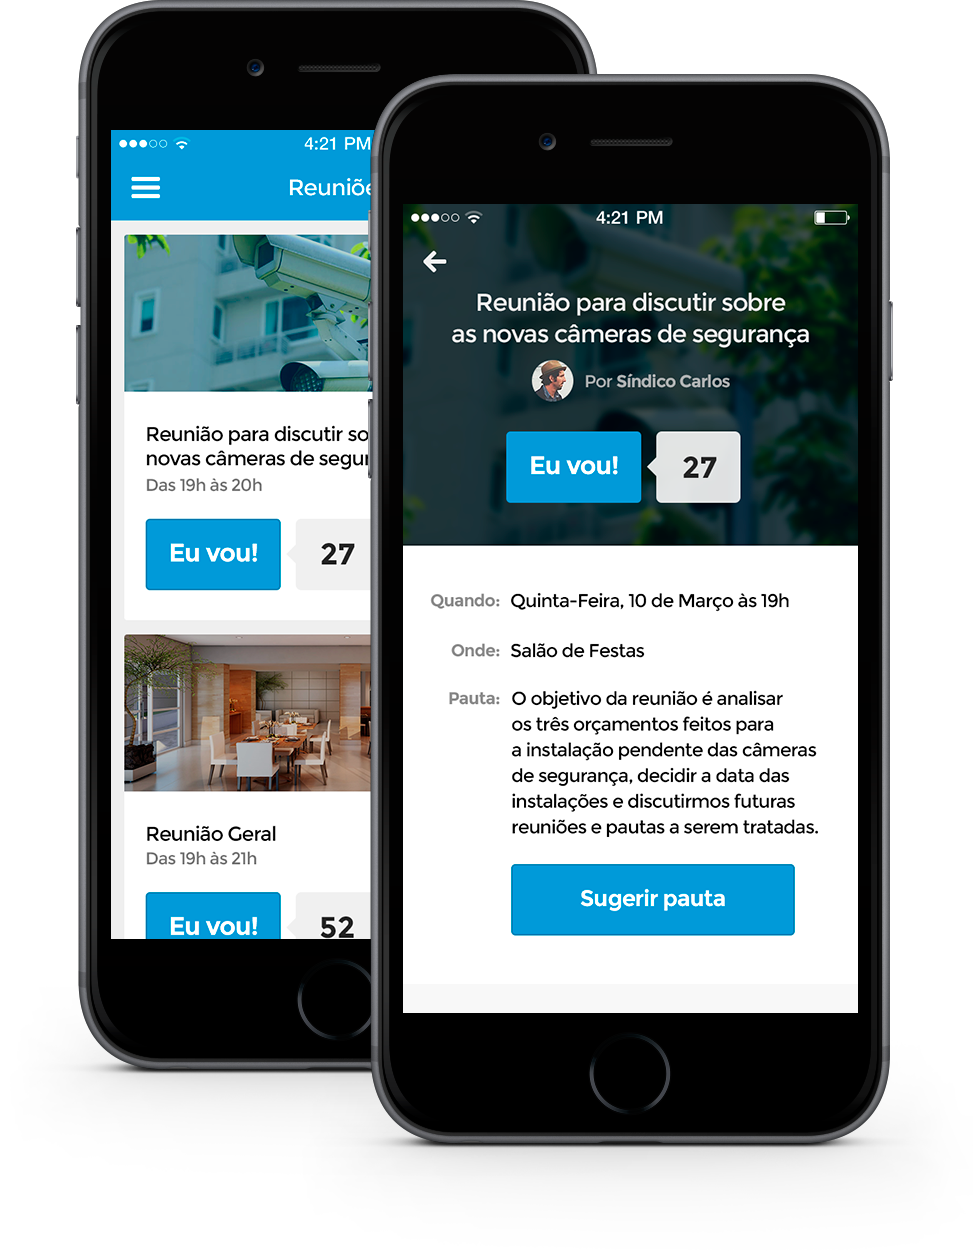 4:21 PM
Reuniõe
Reunião para discutir so
novas câmeras de segur
Das 19h às 20h
Eu vou!
27
Reunião Geral
Das 19h às 21h
Eu vou!
52
4:21 PM
Reunião para discutir sobre
as novas câmeras de segurança
Por Síndico Carlos
Eu vou!
27
Quando: Quinta-Feira, 10 de Março às 19h
Onde: Salão de Festas
Pauta: O objetivo da reunião é analisar
os três orçamentos feitos para
a instalação pendente das câmeras
de segurança, decidir a data das
instalações e discutirmos futuras
reuniões e pautas a serem tratadas.
Sugerir pauta